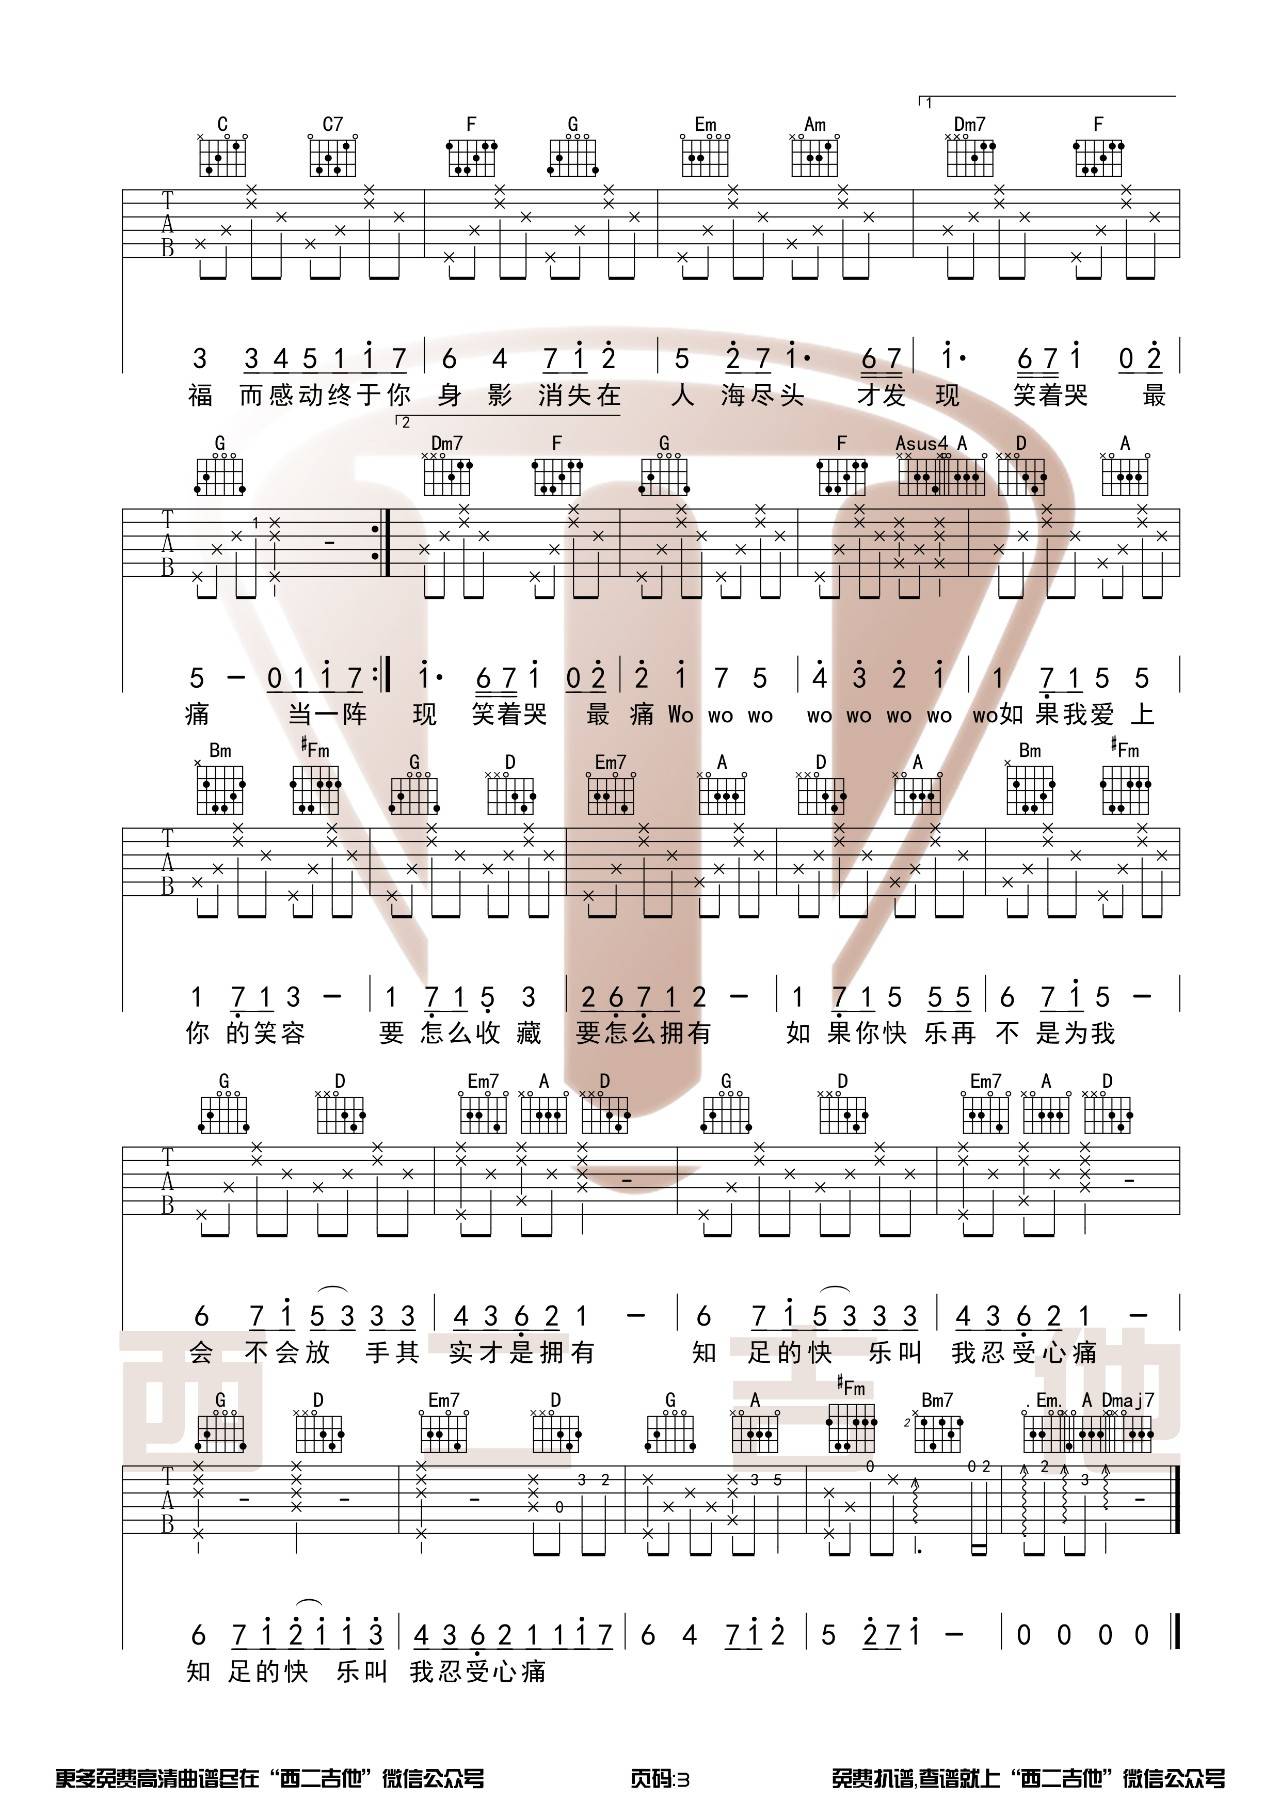 1
C C7 F G Em Am Dm7 F
T
A
B
3 3 4 5 1 1 7 6 4 7 1 2 5 2 7 1· 6 7 1· 6 7 1 0 2
福 而感动终于你 身 影 消失在 人 海尽头 才发 现 笑着哭 最
2
G Dm7 F G F Asus4 A D A
T
A
B
1
-
5 - 0 1 1 7 1· 6 7 1 0 2 2 1 7 5 4 3 2 1 1 7 1 5 5
痛 当一阵 现 笑着哭 最 痛Wo wo wo wo wo wo wo wo如 果我爱 上
Bm #Fm G D Em7 A D A Bm #Fm
T
A
B
1 7 1 3 - 1 7 1 5 3 2 6 7 1 2 - 1 7 1 5 5 5 6 7 1 5 -
你 的笑容 要 怎么收 藏 要怎么拥有 如 果你快 乐再 不 是为我
G D Em7 A D G D Em7 A D
T
A
B
- -
6 7 1 5 3 3 3 4 3 6 2 1 - 6 7 1 5 3 3 3 4 3 6 2 1 -
会 不会放 手其 实才是拥有 知 足的快 乐叫 我忍受心痛
G D Em7 D G A #Fm Bm7 .Em. A Dmaj7
2
T
A
B
- - - 0 3 2 3 5 0 0 2 2 3 -
6 7 1 2 1 1 3 4 3 6 2 1 1 1 7 6 4 7 1 2 5 2 7 1 - 0 0 0 0
知 足的快 乐叫 我忍受心痛
西二吉他
更多免费高清曲谱尽在“西二吉他”微信公众号 页码:3 免费扒谱,查谱就上“西二吉他”微信公众号